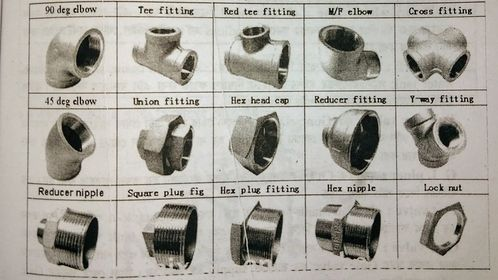 90 deg elbow Tee fitting Red tee fitting M/F elbow Cross fitting
45 deg elbow Union fitting Hex head cap Reducer fitting Y-way fitting
Reducer nipple Square plug fig Hex plug fitting Hex nipple Lock nut